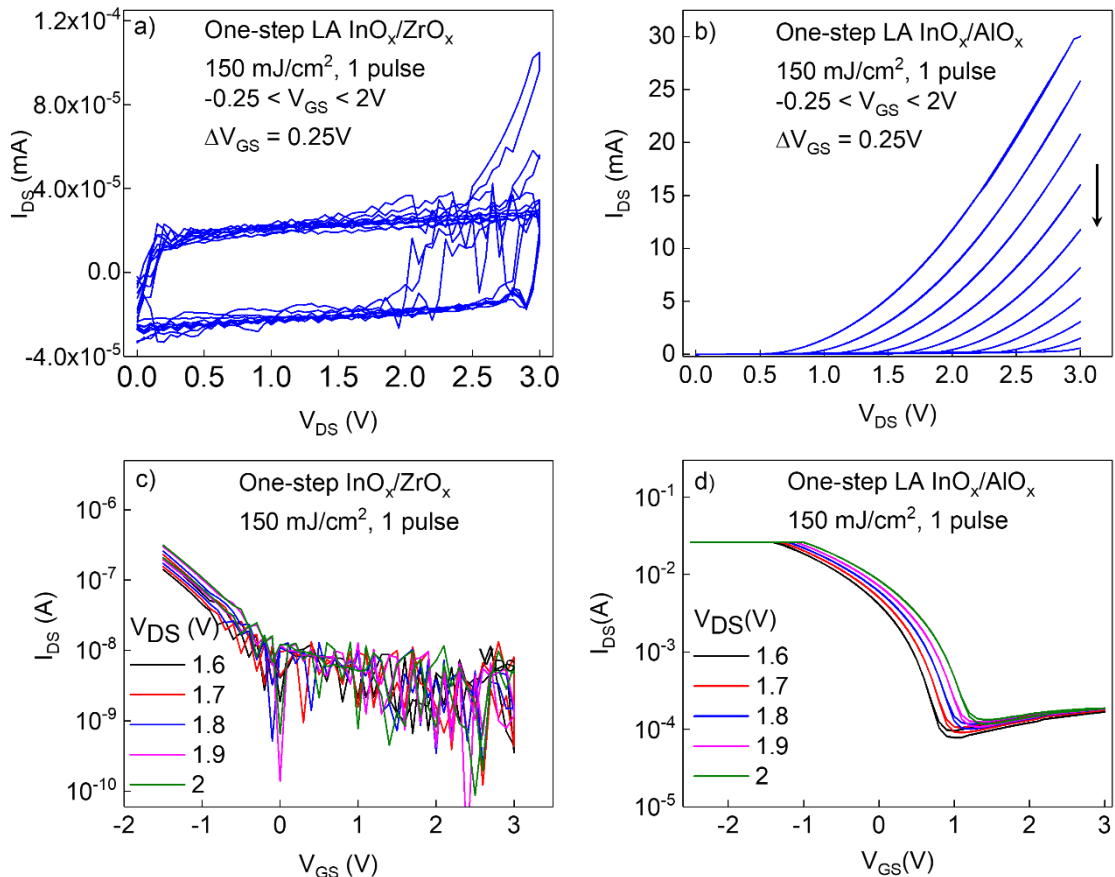 a)
One-step LA InOₓ/ZrOₓ
150 mJ/cm², 1 pulse
-0.25 < V_GS < 2V
ΔV_GS = 0.25V
1.2x10⁻⁴
8.0x10⁻⁵
4.0x10⁻⁵
0.0
-4.0x10⁻⁵
I_DS (mA)
0.0 0.5 1.0 1.5 2.0 2.5 3.0
V_DS (V)
b)
One-step LA InOₓ/AlOₓ
150 mJ/cm², 1 pulse
-0.25 < V_GS < 2V
ΔV_GS = 0.25V
30
25
20
15
10
5
0
I_DS (mA)
0.0 0.5 1.0 1.5 2.0 2.5 3.0
V_DS (V)
c)
One-step InOₓ/ZrOₓ
150 mJ/cm², 1 pulse
10⁻⁶
10⁻⁷
10⁻⁸
10⁻⁹
10⁻¹⁰
I_DS (A)
V_DS (V)
1.6
1.7
1.8
1.9
2
V_DS
-2 -1 0 1 2 3
V_GS (V)
d)
One-step LA InOₓ/AlOₓ
150 mJ/cm², 1 pulse
10⁻¹
10⁻²
10⁻³
10⁻⁴
10⁻⁵
I_DS(A)
V_DS(V)
1.6
1.7
1.8
1.9
2
-2 -1 0 1 2 3
V_GS(V)